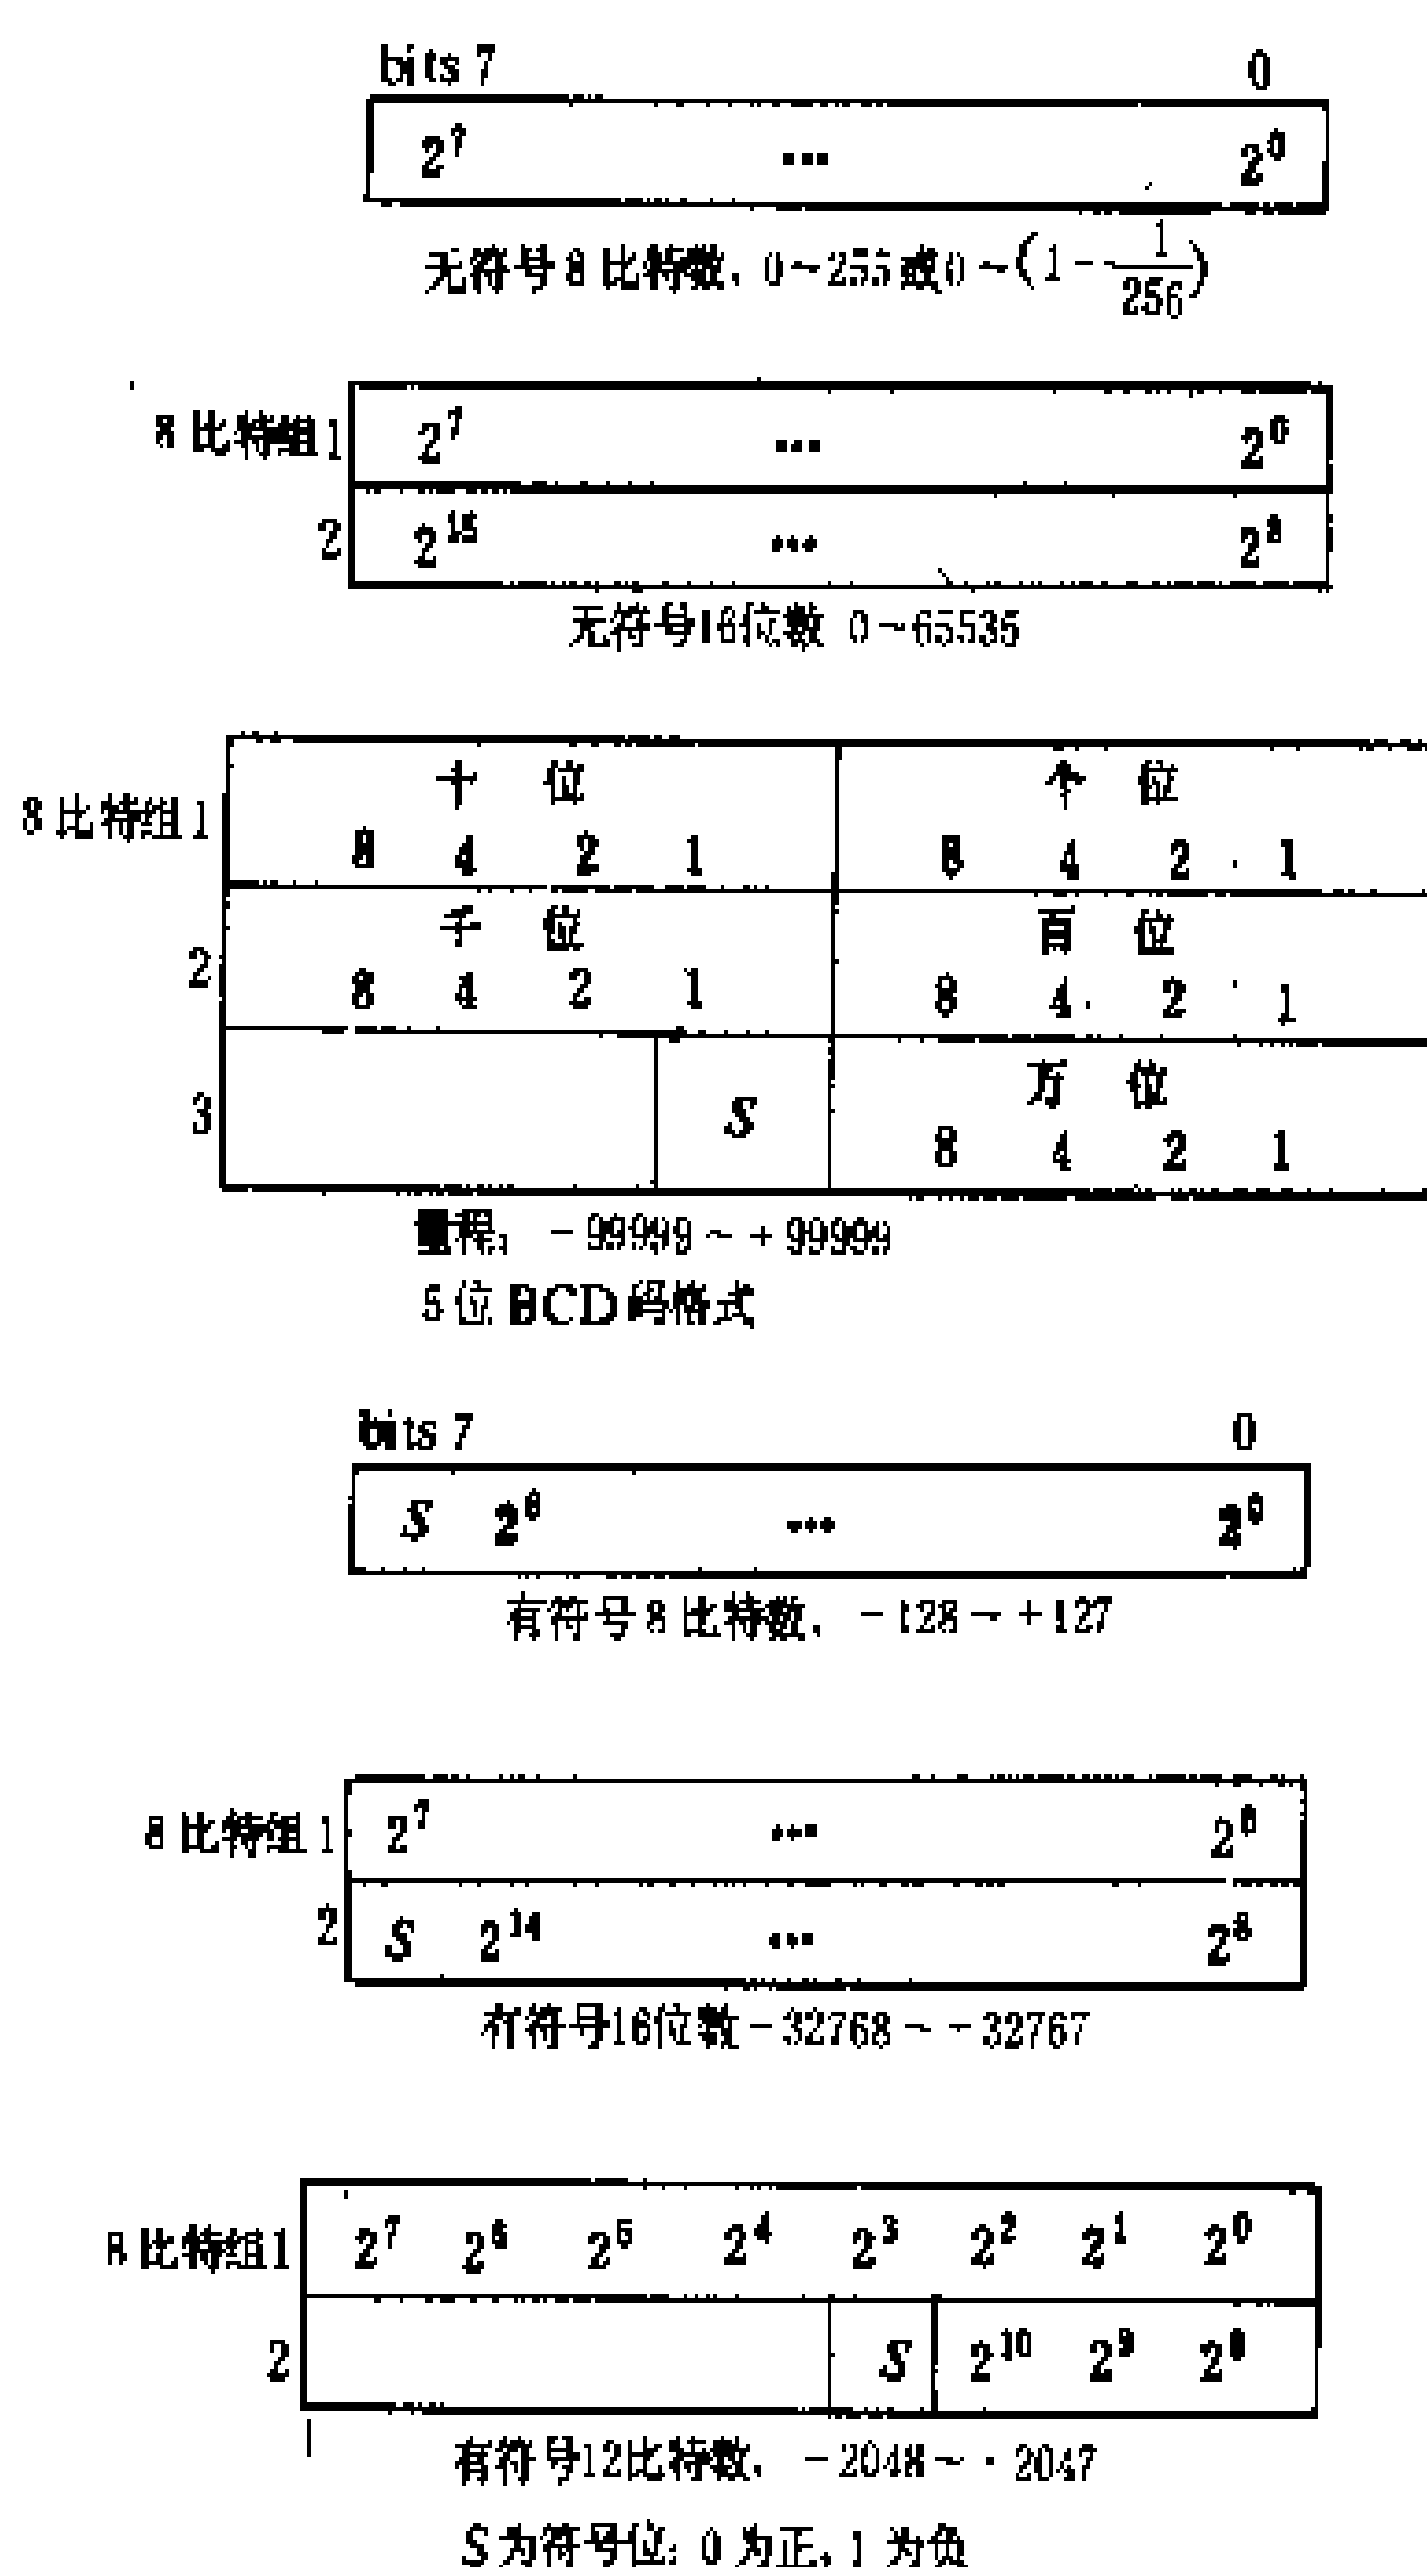 bits 7 0
2⁷ ··· 2⁰
无符号8比特数, 0~255或0~(1-1/256)
8比特组1 2⁷ ··· 2⁰
2 2¹⁵ ··· 2⁸
无符号16位数 0~65535
十 位 个 位
8比特组1 8 4 2 1 8 4 2 1
千 位 百 位
2 8 4 2 1 8 4 2 1
万 位
3 S 8 4 2 1
量程, -99999~+99999
5位BCD码格式
bits 7 0
S 2⁶ ··· 2⁰
有符号8比特数, -128~+127
8比特组1 2⁷ ··· 2⁰
2 S 2¹⁴ ··· 2⁸
有符号16位数-32768~-32767
8比特组1 2⁷ 2⁶ 2⁵ 2⁴ 2³ 2² 2¹ 2⁰
2 S 2¹⁰ 2⁹ 2⁸
有符号12比特数, -2048~·2047
S为符号位; 0为正, 1为负